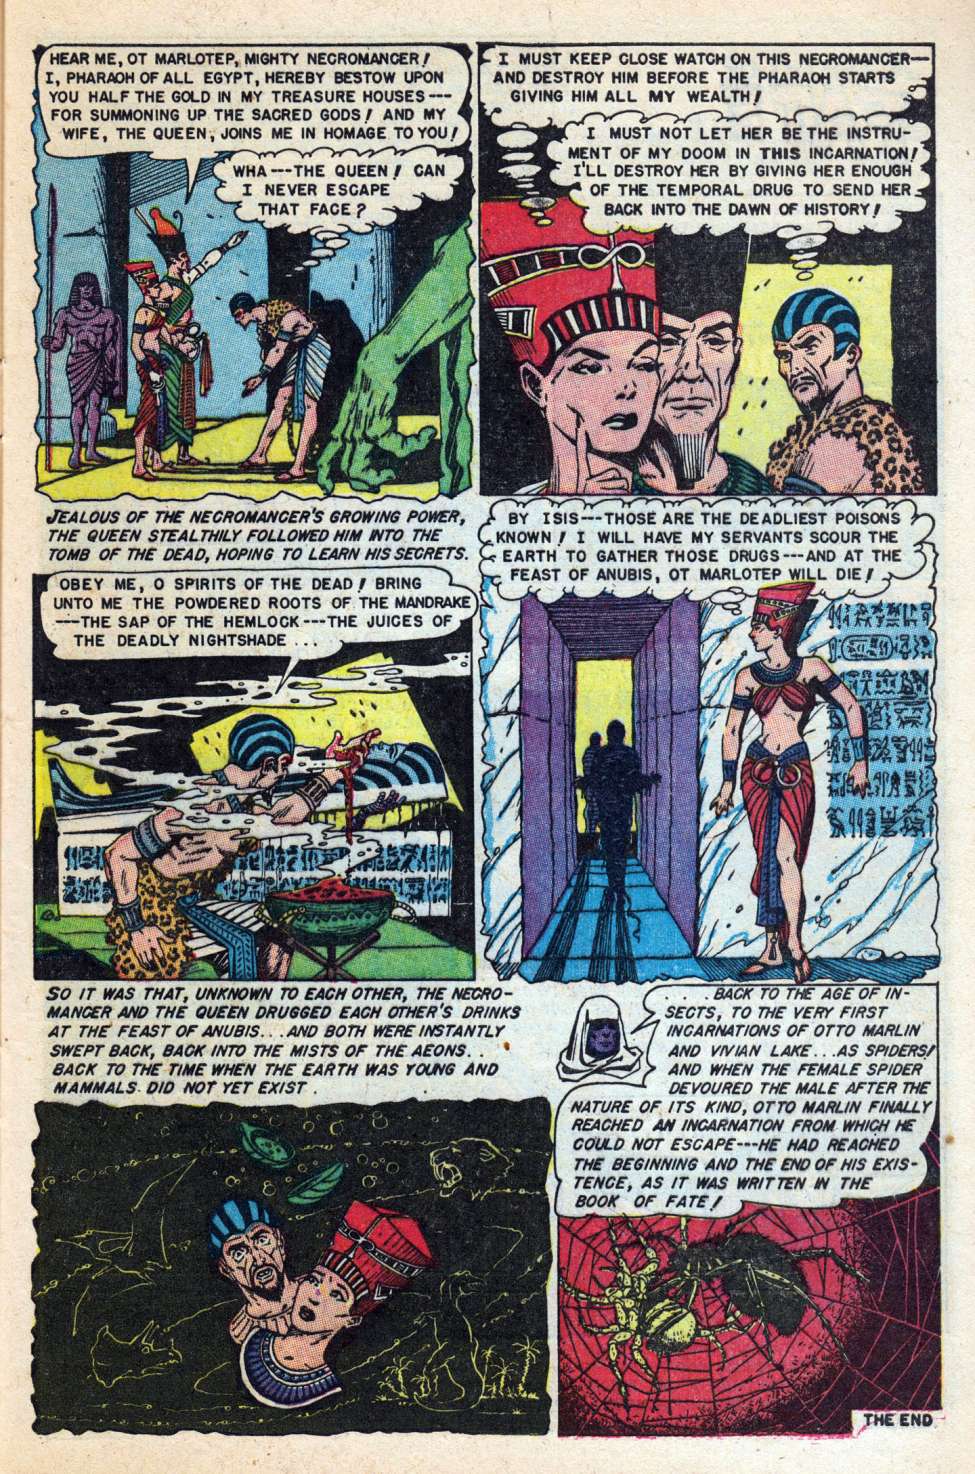 HEAR ME, OT MARLOTEP, MIGHTY NECROMANCER!
I, PHARAOH OF ALL EGYPT, HEREBY BESTOW UPON
YOU HALF THE GOLD IN MY TREASURE HOUSES---
FOR SUMMONING UP THE SACRED GODS! AND MY
WIFE, THE QUEEN, JOINS ME IN HOMAGE TO YOU!
WHA---THE QUEEN! CAN
I NEVER ESCAPE
THAT FACE?
I MUST KEEP CLOSE WATCH ON THIS NECROMANCER—
AND DESTROY HIM BEFORE THE PHARAOH STARTS
GIVING HIM ALL MY WEALTH!
I MUST NOT LET HER BE THE INSTRU-
MENT OF MY DOOM IN THIS INCARNATION!
I'LL DESTROY HER BY GIVING HER ENOUGH
OF THE TEMPORAL DRUG TO SEND HER
BACK INTO THE DAWN OF HISTORY!
JEALOUS OF THE NECROMANCER'S GROWING POWER,
THE QUEEN STEALTHILY FOLLOWED HIM INTO THE
TOMB OF THE DEAD, HOPING TO LEARN HIS SECRETS.
OBEY ME, O SPIRITS OF THE DEAD! BRING
UNTO ME THE POWDERED ROOTS OF THE MANDRAKE
---THE SAP OF THE HEMLOCK---THE JUICES OF
THE DEADLY NIGHTSHADE...
BY ISIS---THOSE ARE THE DEADLIEST POISONS
KNOWN! I WILL HAVE MY SERVANTS SCOUR THE
EARTH TO GATHER THOSE DRUGS---AND AT THE
FEAST OF ANUBIS, OT MARLOTEP WILL DIE!
SO IT WAS THAT, UNKNOWN TO EACH OTHER, THE NECRO-
MANCER AND THE QUEEN DRUGGED EACH OTHER'S DRINKS
AT THE FEAST OF ANUBIS...AND BOTH WERE INSTANTLY
SWEPT BACK, BACK INTO THE MISTS OF THE AEONS..
BACK TO THE TIME WHEN THE EARTH WAS YOUNG AND
MAMMALS DID NOT YET EXIST.
....BACK TO THE AGE OF IN-
SECTS, TO THE VERY FIRST
INCARNATIONS OF OTTO MARLIN
AND VIVIAN LAKE...AS SPIDERS!
AND WHEN THE FEMALE SPIDER
DEVOURED THE MALE AFTER THE
NATURE OF ITS KIND, OTTO MARLIN FINALLY
REACHED AN INCARNATION FROM WHICH HE
COULD NOT ESCAPE---HE HAD REACHED
THE BEGINNING AND THE END OF HIS EXIS-
TENCE, AS IT WAS WRITTEN IN THE
BOOK OF FATE!
THE END